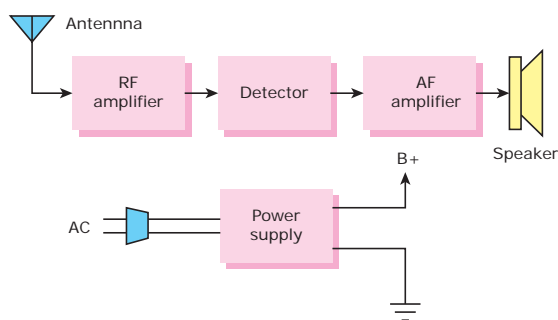 Antennna
RF
amplifier
Detector
AF
amplifier
Speaker
B+
AC
Power
supply